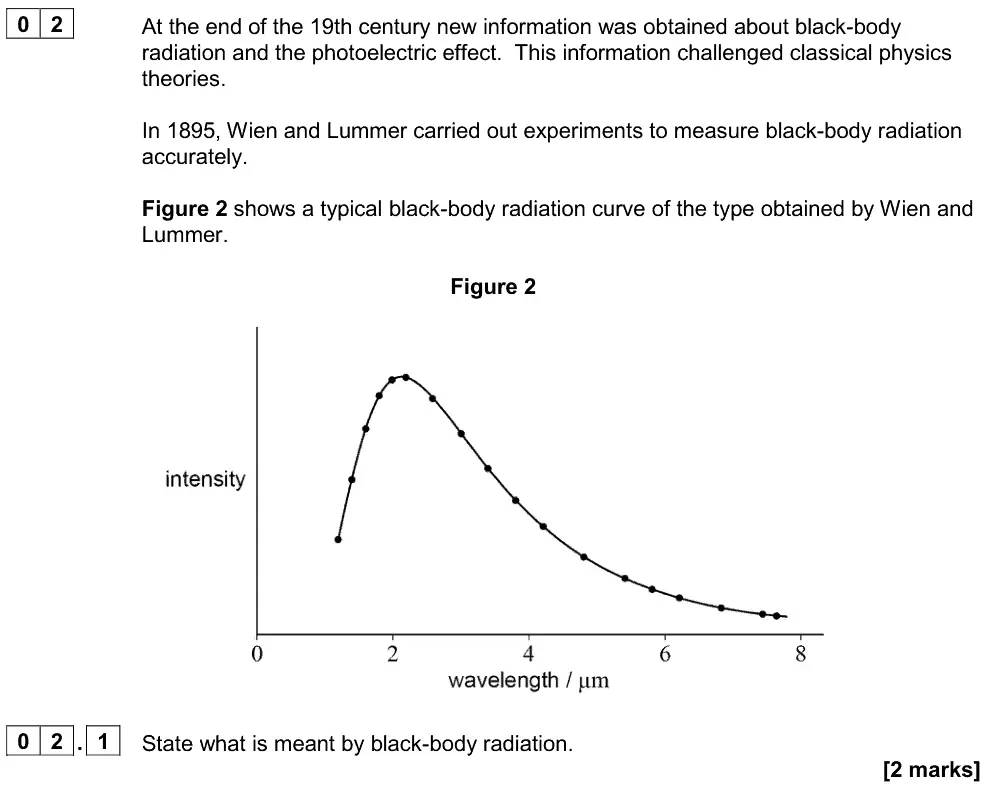 0 2 At the end of the 19th century new information was obtained about black-body
radiation and the photoelectric effect. This information challenged classical physics
theories.
In 1895, Wien and Lummer carried out experiments to measure black-body radiation
accurately.
Figure 2 shows a typical black-body radiation curve of the type obtained by Wien and
Lummer.
Figure 2
intensity
0 2 4 6 8
wavelength / μm
0 2 . 1 State what is meant by black-body radiation.
[2 marks]